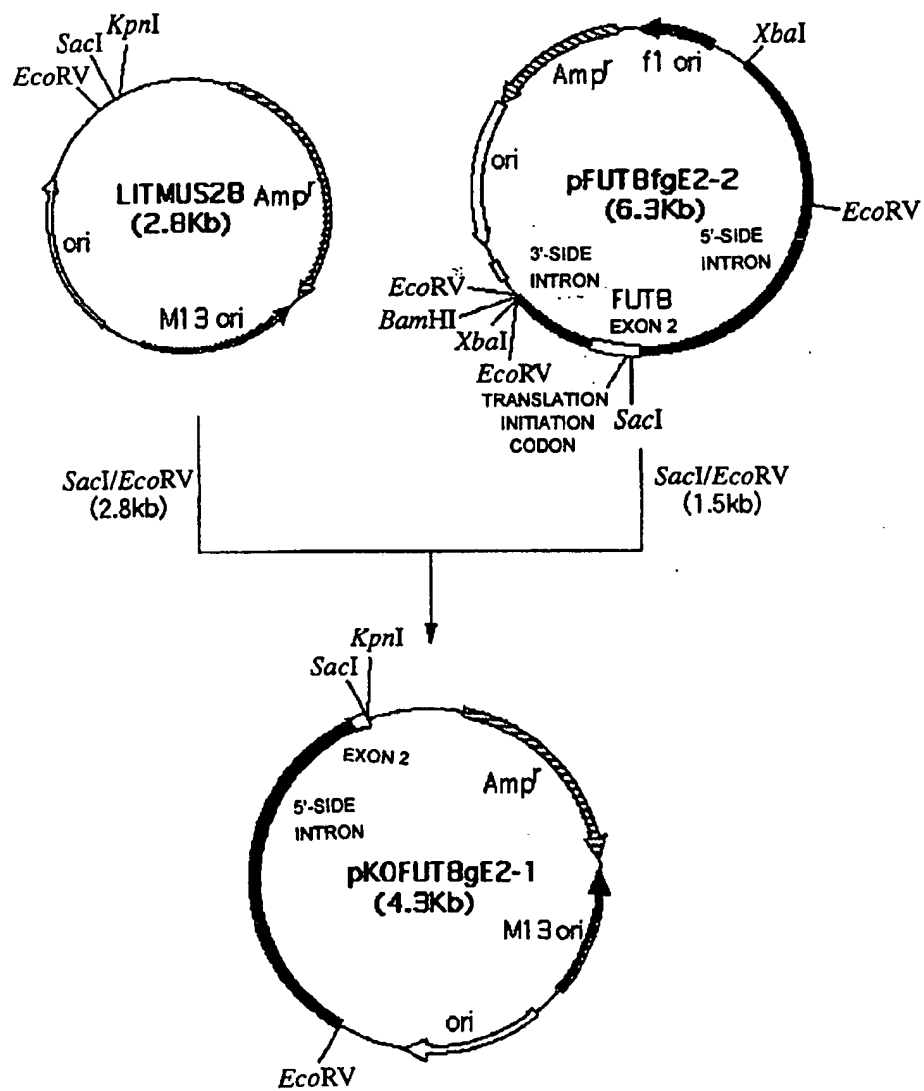 KpnI
SacI
EcoRV
LITMUS28
(2.8Kb)
Amp^r
ori
M13 ori
XbaI
f1 ori
Amp^r
ori
pFUT8fgE2-2
(6.3Kb)
EcoRV
5'-SIDE
INTRON
3'-SIDE
INTRON
FUT8
EXON 2
EcoRV
BamHI
XbaI
EcoRV
TRANSLATION
INITIATION
CODON
SacI
SacI/EcoRV
(2.8kb)
SacI/EcoRV
(1.5kb)
KpnI
SacI
EXON 2
Amp^r
5'-SIDE
INTRON
pKOFUT8gE2-1
(4.3Kb)
M13 ori
ori
EcoRV